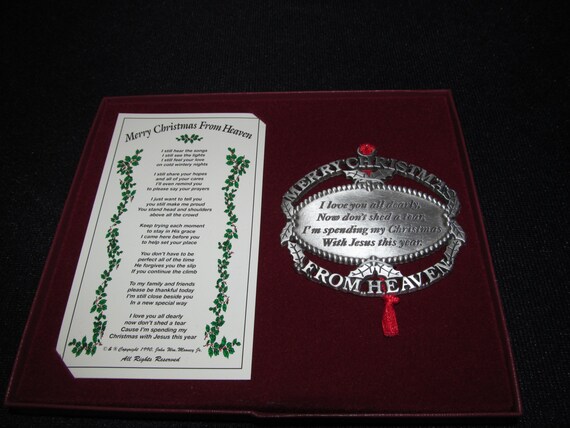 Merry Christmas From Heaven
I still hear the songs
I still see the lights
I still feel your love
on cold wintery nights
I still share your hopes
and all of your cares
I'll even remind you
to please say your prayers
I just want to tell you
you still make me proud
You stand head and shoulders
above all the crowd
Keep trying each moment
to stay in His grace
I came here before you
to help set your place
You don't have to be
perfect all of the time
He forgives you the slip
If you continue the climb
To my family and friends
please be thankful today
I'm still close beside you
In a new special way
I love you all dearly
now don't shed a tear
Cause I'm spending my
Christmas with Jesus this year
© & ® Copyright 1990, John Wm. Mooney Jr.
All Rights Reserved
MERRY CHRISTMAS
I love you all dearly.
Now don't shed a tear,
I'm spending my Christmas
With Jesus this year.
FROM HEAVEN